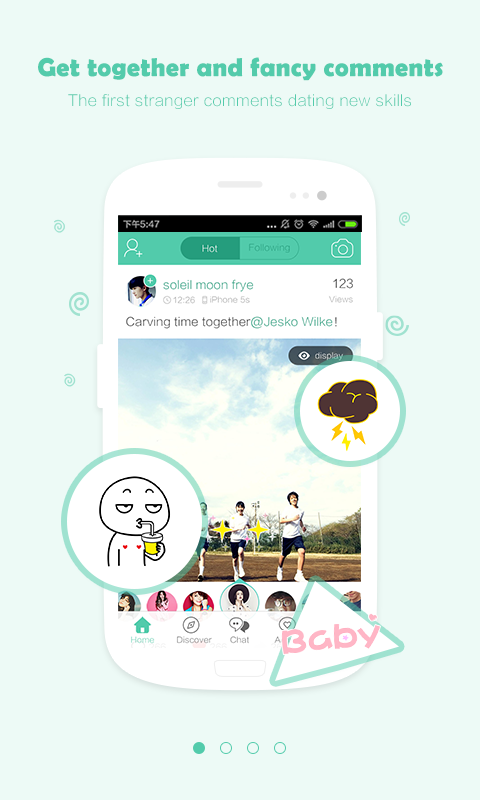 Get together and fancy comments
The first stranger comments dating new skills
下午5:47
Hot
Following
soleil moon frye
12:26 iPhone 5s
123
Views
Carving time together@Jesko Wilke!
display
Home
Discover
Chat
Baby